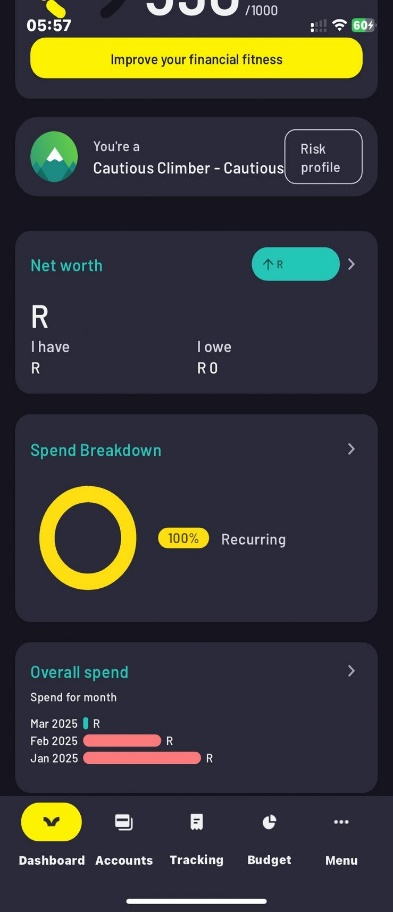 /1000
05:57
60
Improve your financial fitness
You're a
Cautious Climber - Cautious
Risk
profile
Net worth
R
R
I have
I owe
R
R 0
Spend Breakdown
100%
Recurring
Overall spend
Spend for month
Mar 2025 R
Feb 2025 R
Jan 2025 R
Dashboard Accounts Tracking Budget Menu